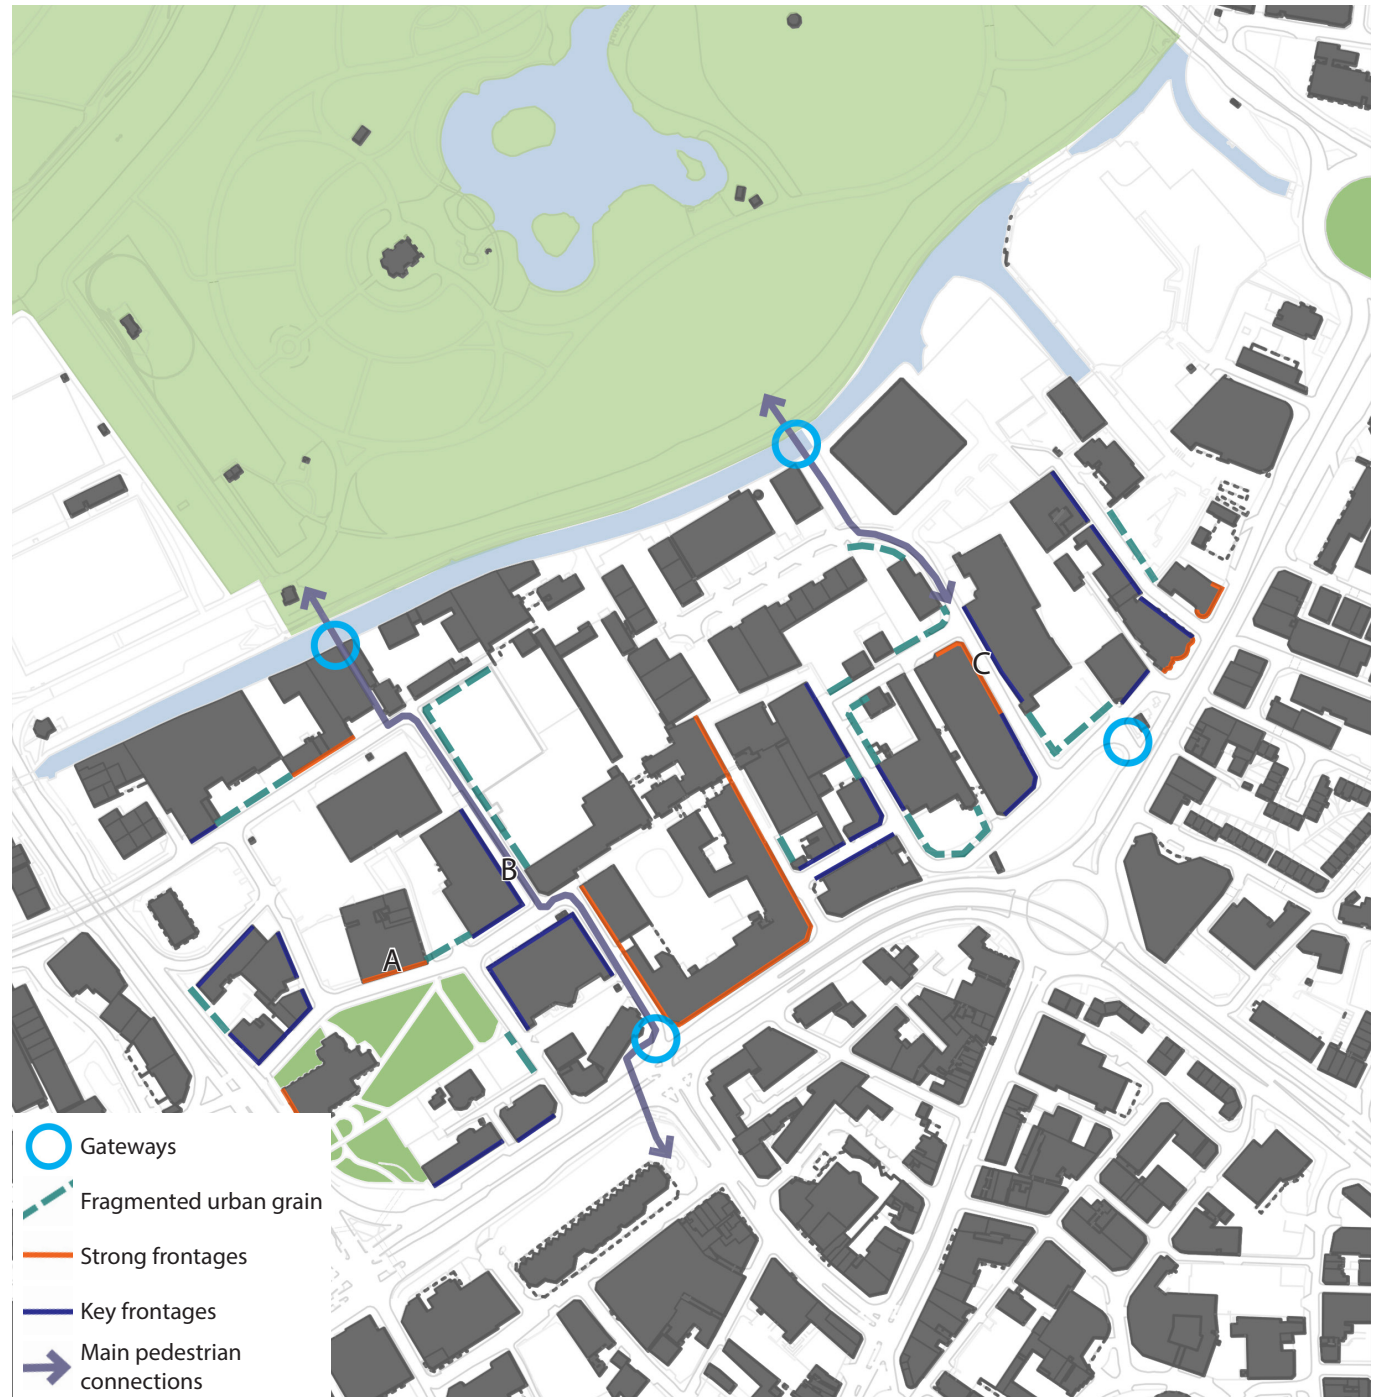 C
B
A
Gateways
Fragmented urban grain
Strong frontages
Key frontages
Main pedestrian
connections